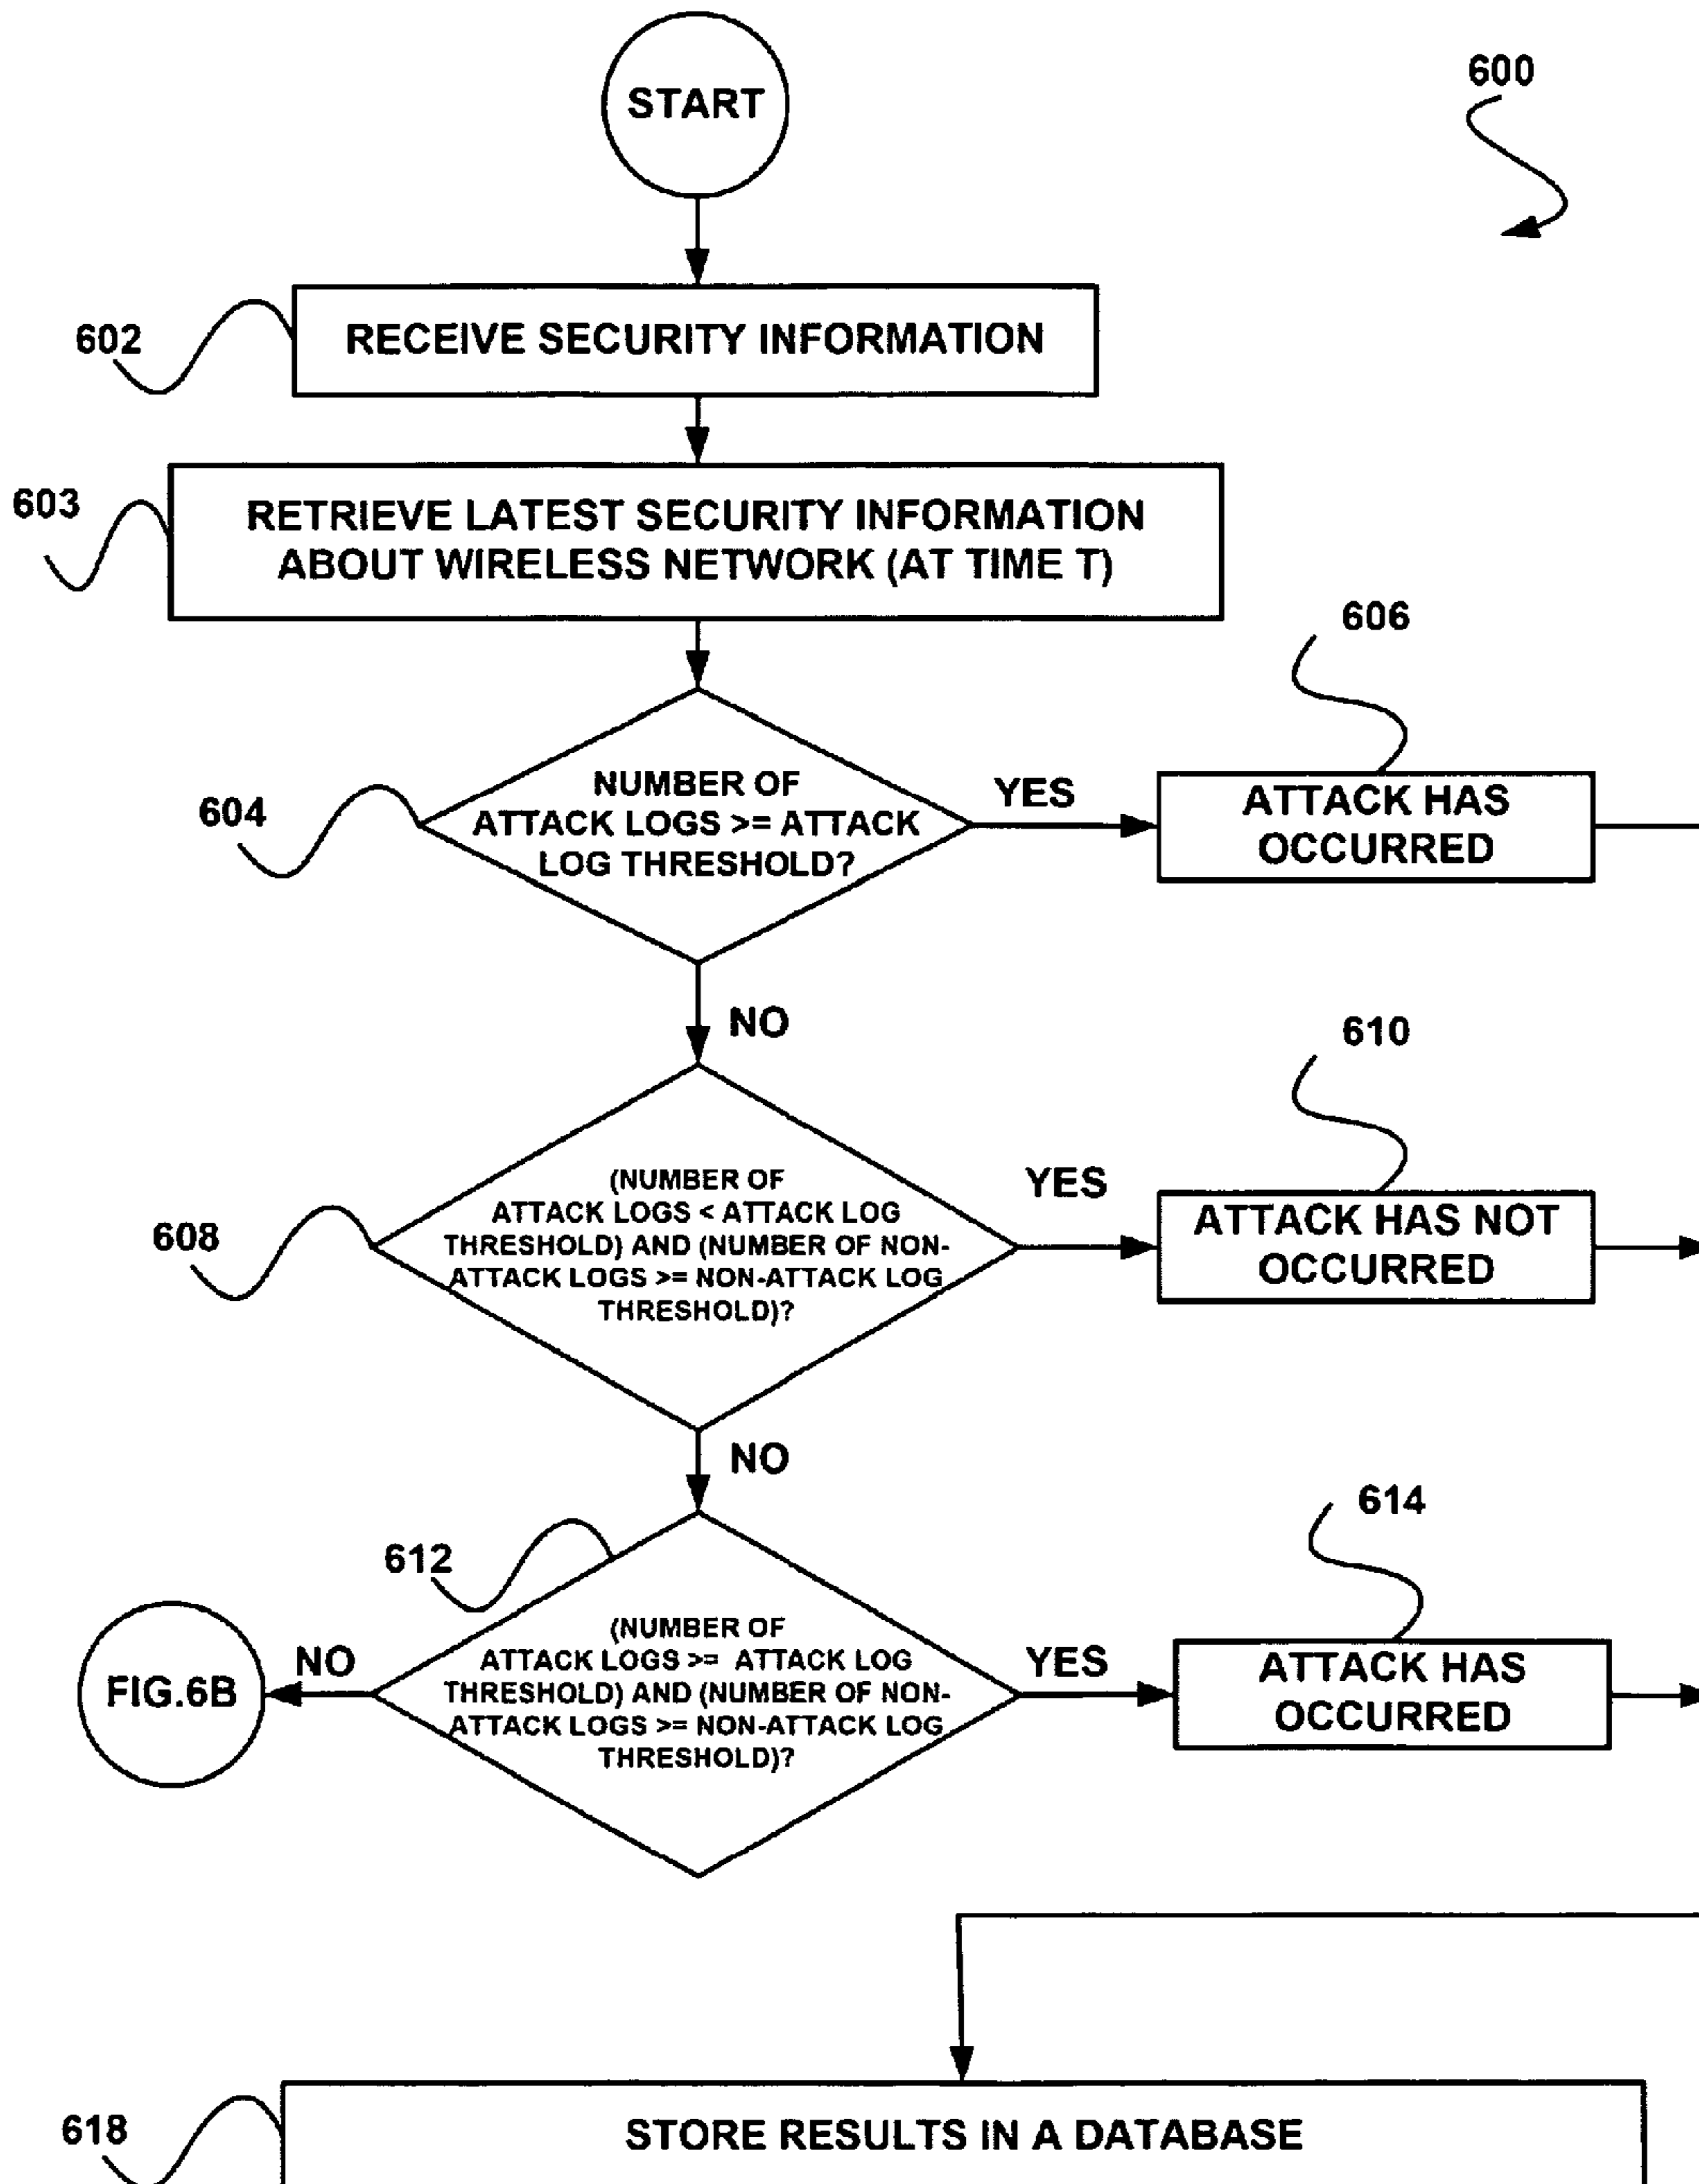 START
600
602
RECEIVE SECURITY INFORMATION
603
RETRIEVE LATEST SECURITY INFORMATION
ABOUT WIRELESS NETWORK (AT TIME T)
606
604
NUMBER OF
ATTACK LOGS >= ATTACK
LOG THRESHOLD?
YES
ATTACK HAS
OCCURRED
NO
610
608
(NUMBER OF
ATTACK LOGS < ATTACK LOG
THRESHOLD) AND (NUMBER OF NON-
ATTACK LOGS >= NON-ATTACK LOG
THRESHOLD)?
YES
ATTACK HAS NOT
OCCURRED
NO
614
612
(NUMBER OF
ATTACK LOGS >= ATTACK LOG
THRESHOLD) AND (NUMBER OF NON-
ATTACK LOGS >= NON-ATTACK LOG
THRESHOLD)?
NO
FIG.6B
YES
ATTACK HAS
OCCURRED
618
STORE RESULTS IN A DATABASE